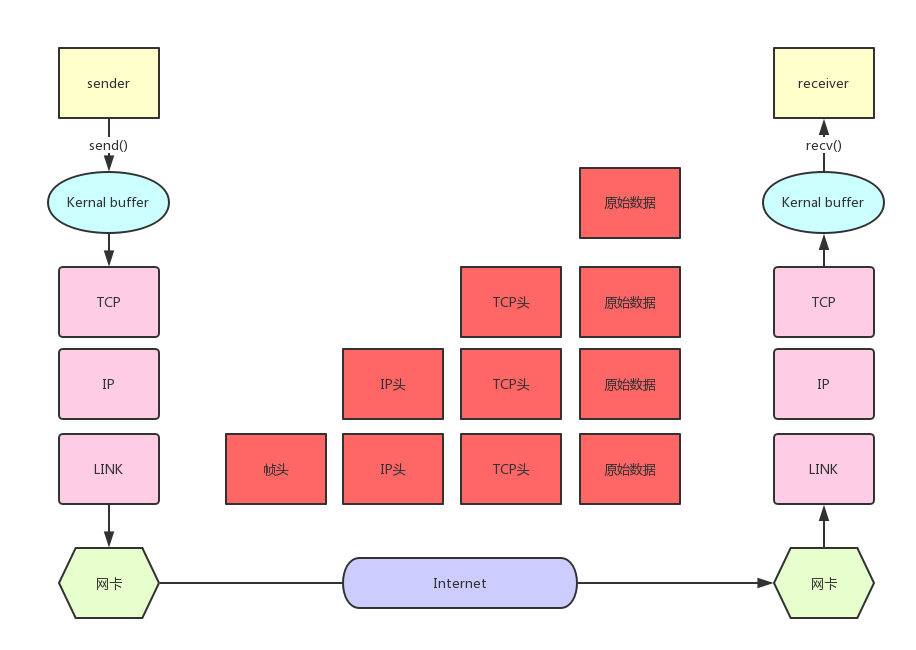 sender
receiver
send()
recv()
Kernal buffer
原始数据
Kernal buffer
TCP
TCP头
原始数据
TCP
IP
IP头
TCP头
原始数据
IP
LINK
帧头
IP头
TCP头
原始数据
LINK
网卡
Internet
网卡